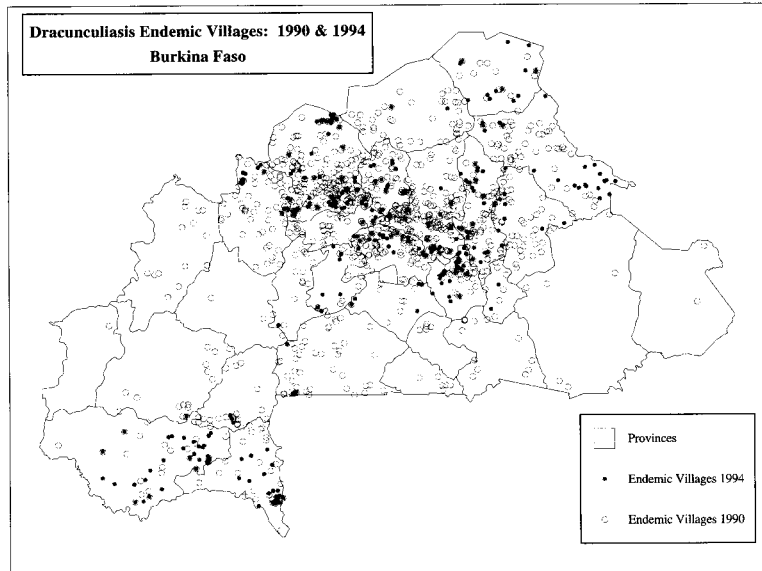 Dracunculiasis Endemic Villages: 1990 & 1994
Burkina Faso
Provinces
Endemic Villages 1994
Endemic Villages 1990